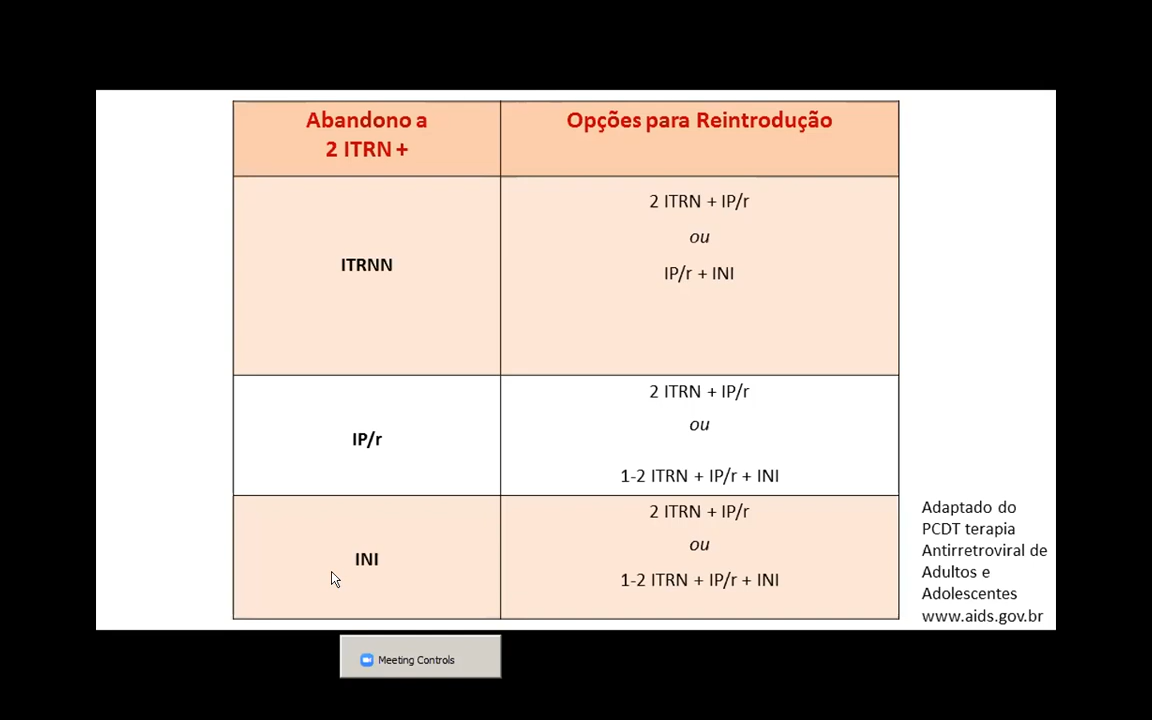 Abandono a
2 ITRN +
Opções para Reintrodução
ITRNN
2 ITRN + IP/r
ou
IP/r + INI
IP/r
2 ITRN + IP/r
ou
1-2 ITRN + IP/r + INI
INI
2 ITRN + IP/r
ou
1-2 ITRN + IP/r + INI
Adaptado do
PCDT terapia
Antirretroviral de
Adultos e
Adolescentes
www.aids.gov.br
Meeting Controls